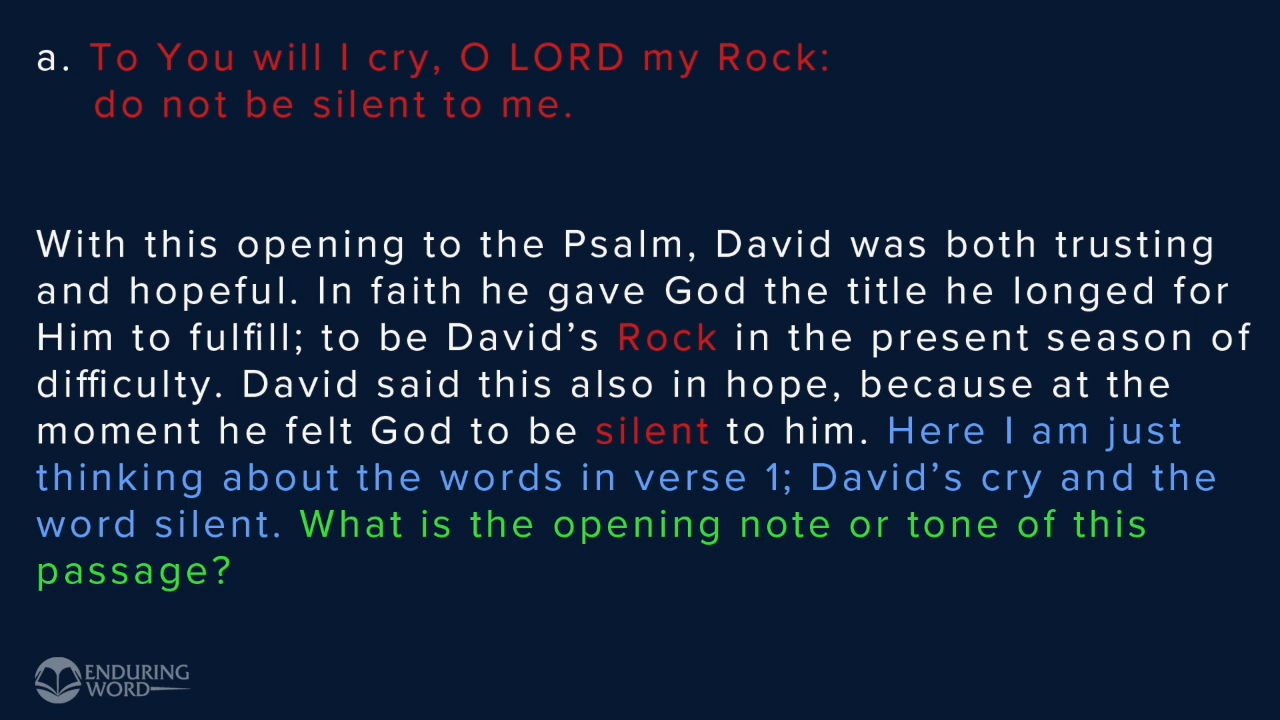 a. To You will I cry, O LORD my Rock:
do not be silent to me.
With this opening to the Psalm, David was both trusting
and hopeful. In faith he gave God the title he longed for
Him to fulfill; to be David’s Rock in the present season of
difficulty. David said this also in hope, because at the
moment he felt God to be silent to him. Here I am just
thinking about the words in verse 1; David’s cry and the
word silent. What is the opening note or tone of this
passage?
ENDURING
WORD